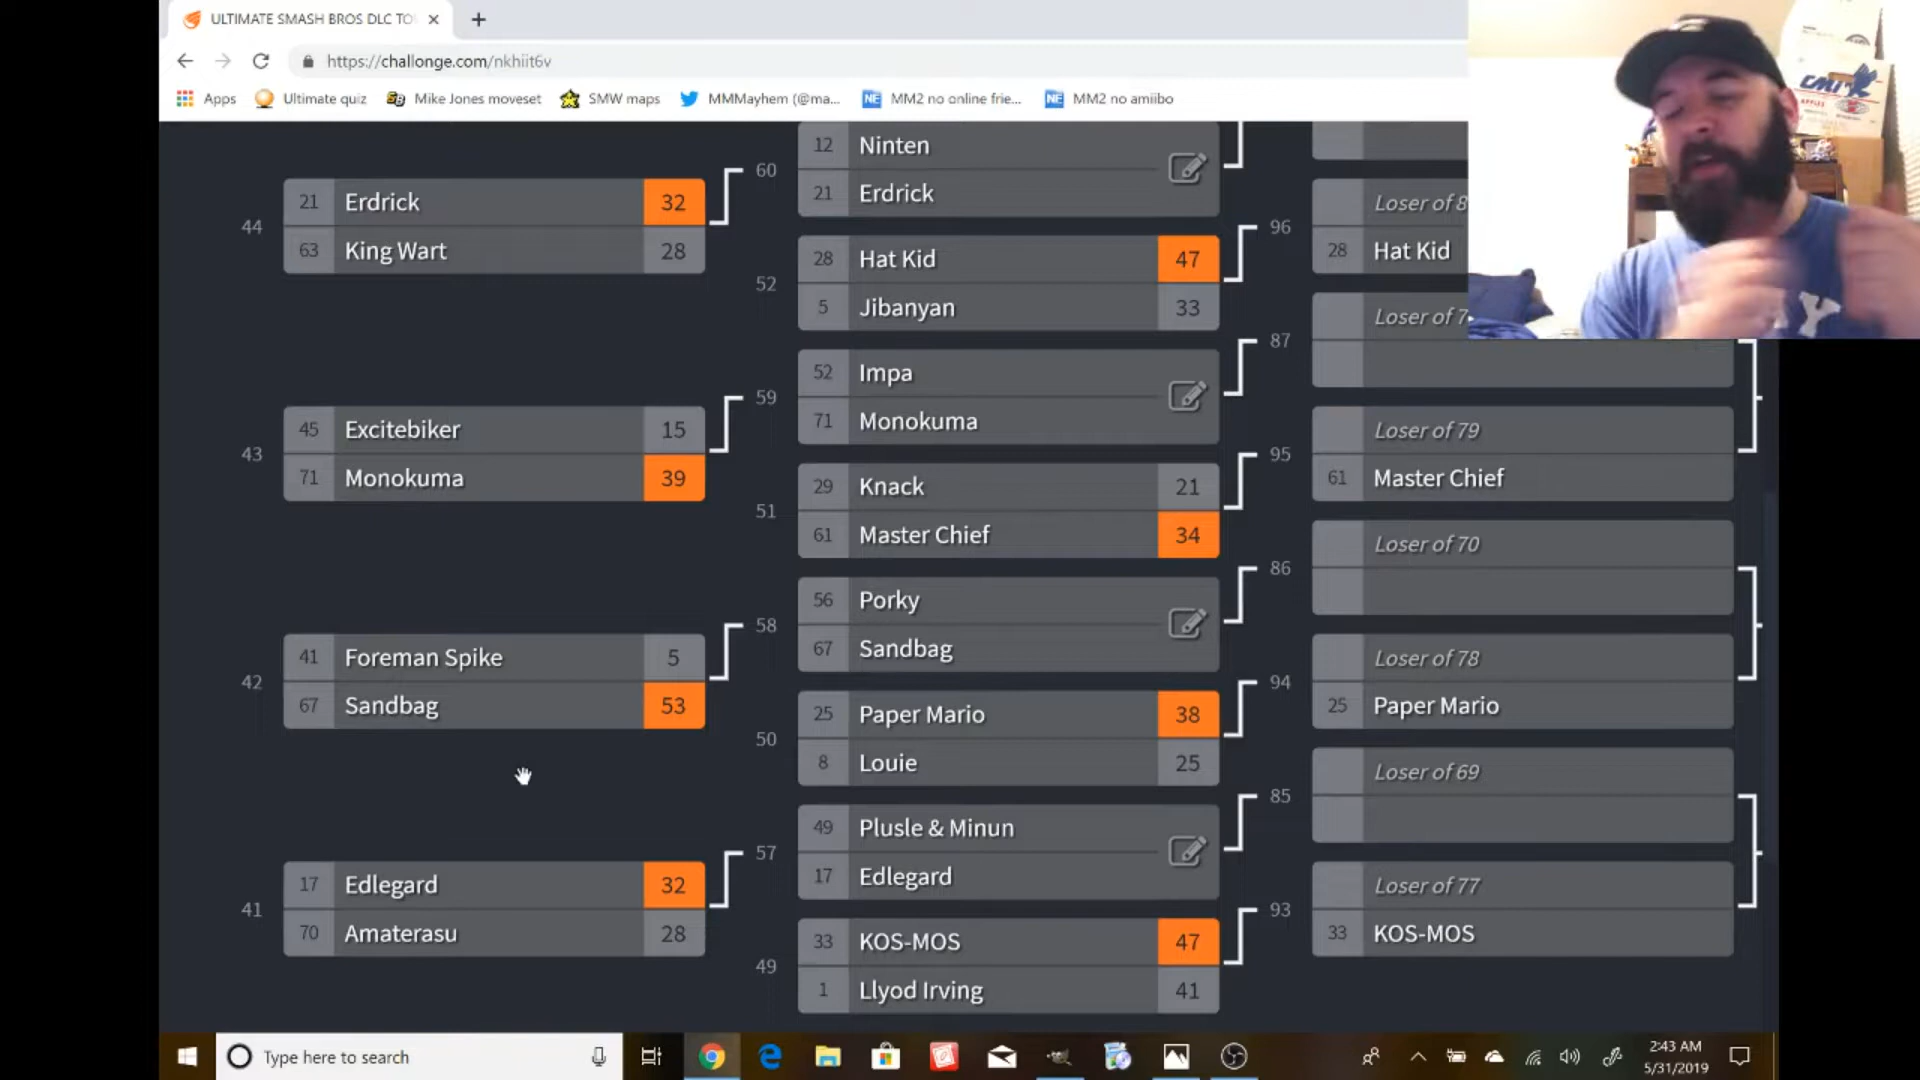 ULTIMATE SMASH BROS DLC TO
https://challonge.com/nkhiit6v
Apps Ultimate quiz Mike Jones moveset SMW maps MMMayhem (@ma... MM2 no online frie... MM2 no amiibo
44
21 Erdrick 32
63 King Wart 28
43
45 Excitebiker 15
71 Monokuma 39
42
41 Foreman Spike 5
67 Sandbag 53
41
17 Edlegard 32
70 Amaterasu 28
60
12 Ninten
21 Erdrick
52
28 Hat Kid 47
5 Jibanyan 33
59
52 Impa
71 Monokuma
51
29 Knack 21
61 Master Chief 34
58
56 Porky
67 Sandbag
50
25 Paper Mario 38
8 Louie 25
57
49 Plusle & Minun
17 Edlegard
49
33 KOS-MOS 47
1 Llyod Irving 41
96
Loser of 8
28 Hat Kid
87
Loser of 7
95
Loser of 79
61 Master Chief
86
Loser of 70
94
Loser of 78
25 Paper Mario
85
Loser of 69
93
Loser of 77
33 KOS-MOS
CMI
APPLES
Y
Type here to search
2:43 AM
5/31/2019